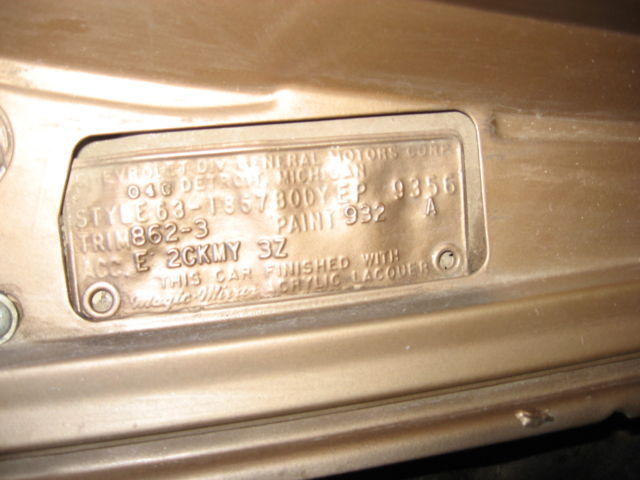 CHEVROLET DIV. GENERAL MOTORS CORP.
04C DETROIT, MICHIGAN
STYLE 63-1857 BODY EP 9356
TRIM 862-3 PAINT 932 A
ACC. E 2CKMY 3Z
THIS CAR FINISHED WITH
Magic-Mirror ACRYLIC LACQUER